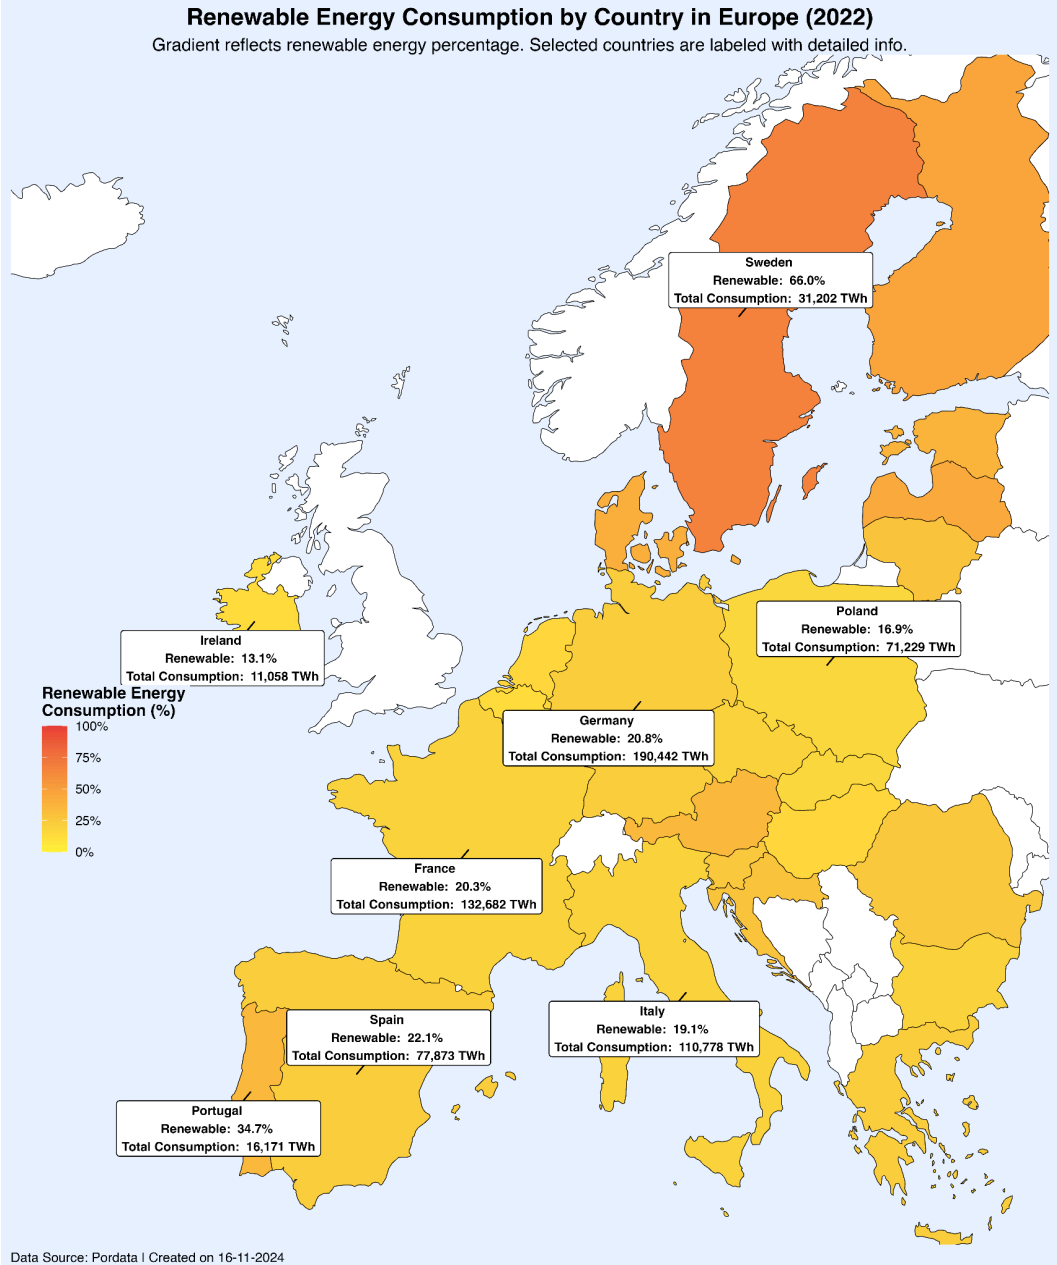 Renewable Energy Consumption by Country in Europe (2022)
Gradient reflects renewable energy percentage. Selected countries are labeled with detailed info.
Sweden
Renewable: 66.0%
Total Consumption: 31,202 TWh
Poland
Renewable: 16.9%
Total Consumption: 71,229 TWh
Ireland
Renewable: 13.1%
Total Consumption: 11,058 TWh
Renewable Energy
Consumption (%)
100%
75%
50%
25%
0%
Germany
Renewable: 20.8%
Total Consumption: 190,442 TWh
France
Renewable: 20.3%
Total Consumption: 132,682 TWh
Italy
Renewable: 19.1%
Total Consumption: 110,778 TWh
Spain
Renewable: 22.1%
Total Consumption: 77,873 TWh
Portugal
Renewable: 34.7%
Total Consumption: 16,171 TWh
Data Source: Pordata | Created on 16-11-2024